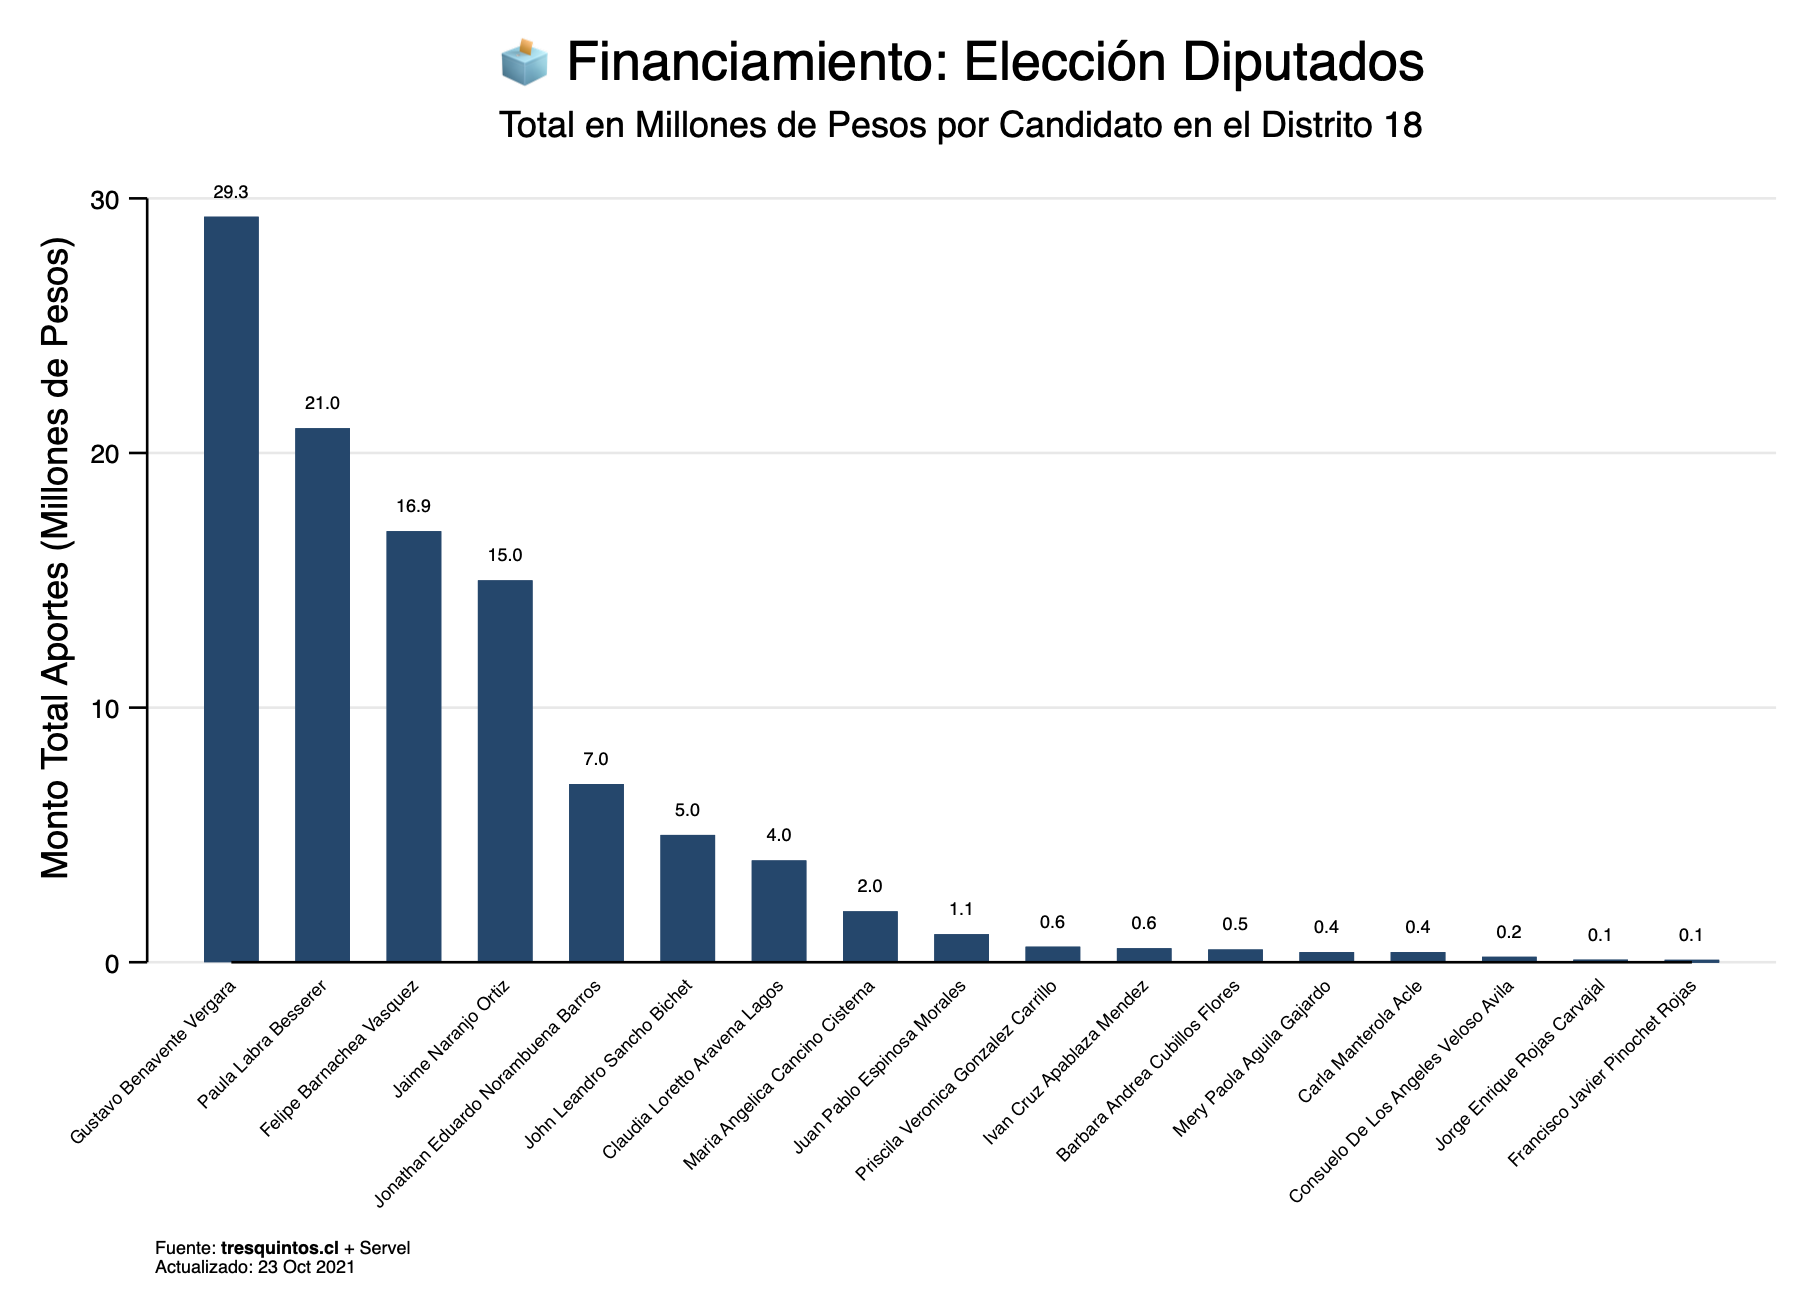 Financiamiento: Elección Diputados
Total en Millones de Pesos por Candidato en el Distrito 18
Monto Total Aportes (Millones de Pesos)
30
20
10
0
29.3
21.0
16.9
15.0
7.0
5.0
4.0
2.0
1.1
0.6
0.6
0.5
0.4
0.4
0.2
0.1
0.1
Gustavo Benavente Vergara
Paula Labra Besserer
Felipe Barnachea Vasquez
Jaime Naranjo Ortiz
Jonathan Eduardo Norambuena Barros
John Leandro Sancho Bichet
Claudia Loretto Aravena Lagos
Maria Angelica Cancino Cisterna
Juan Pablo Espinosa Morales
Priscila Veronica Gonzalez Carrillo
Ivan Cruz Apablaza Mendez
Barbara Andrea Cubillos Flores
Mery Paola Aguila Gajardo
Carla Manterola Acle
Consuelo De Los Angeles Veloso Avila
Jorge Enrique Rojas Carvajal
Francisco Javier Pinochet Rojas
Fuente: tresquintos.cl + Servel
Actualizado: 23 Oct 2021